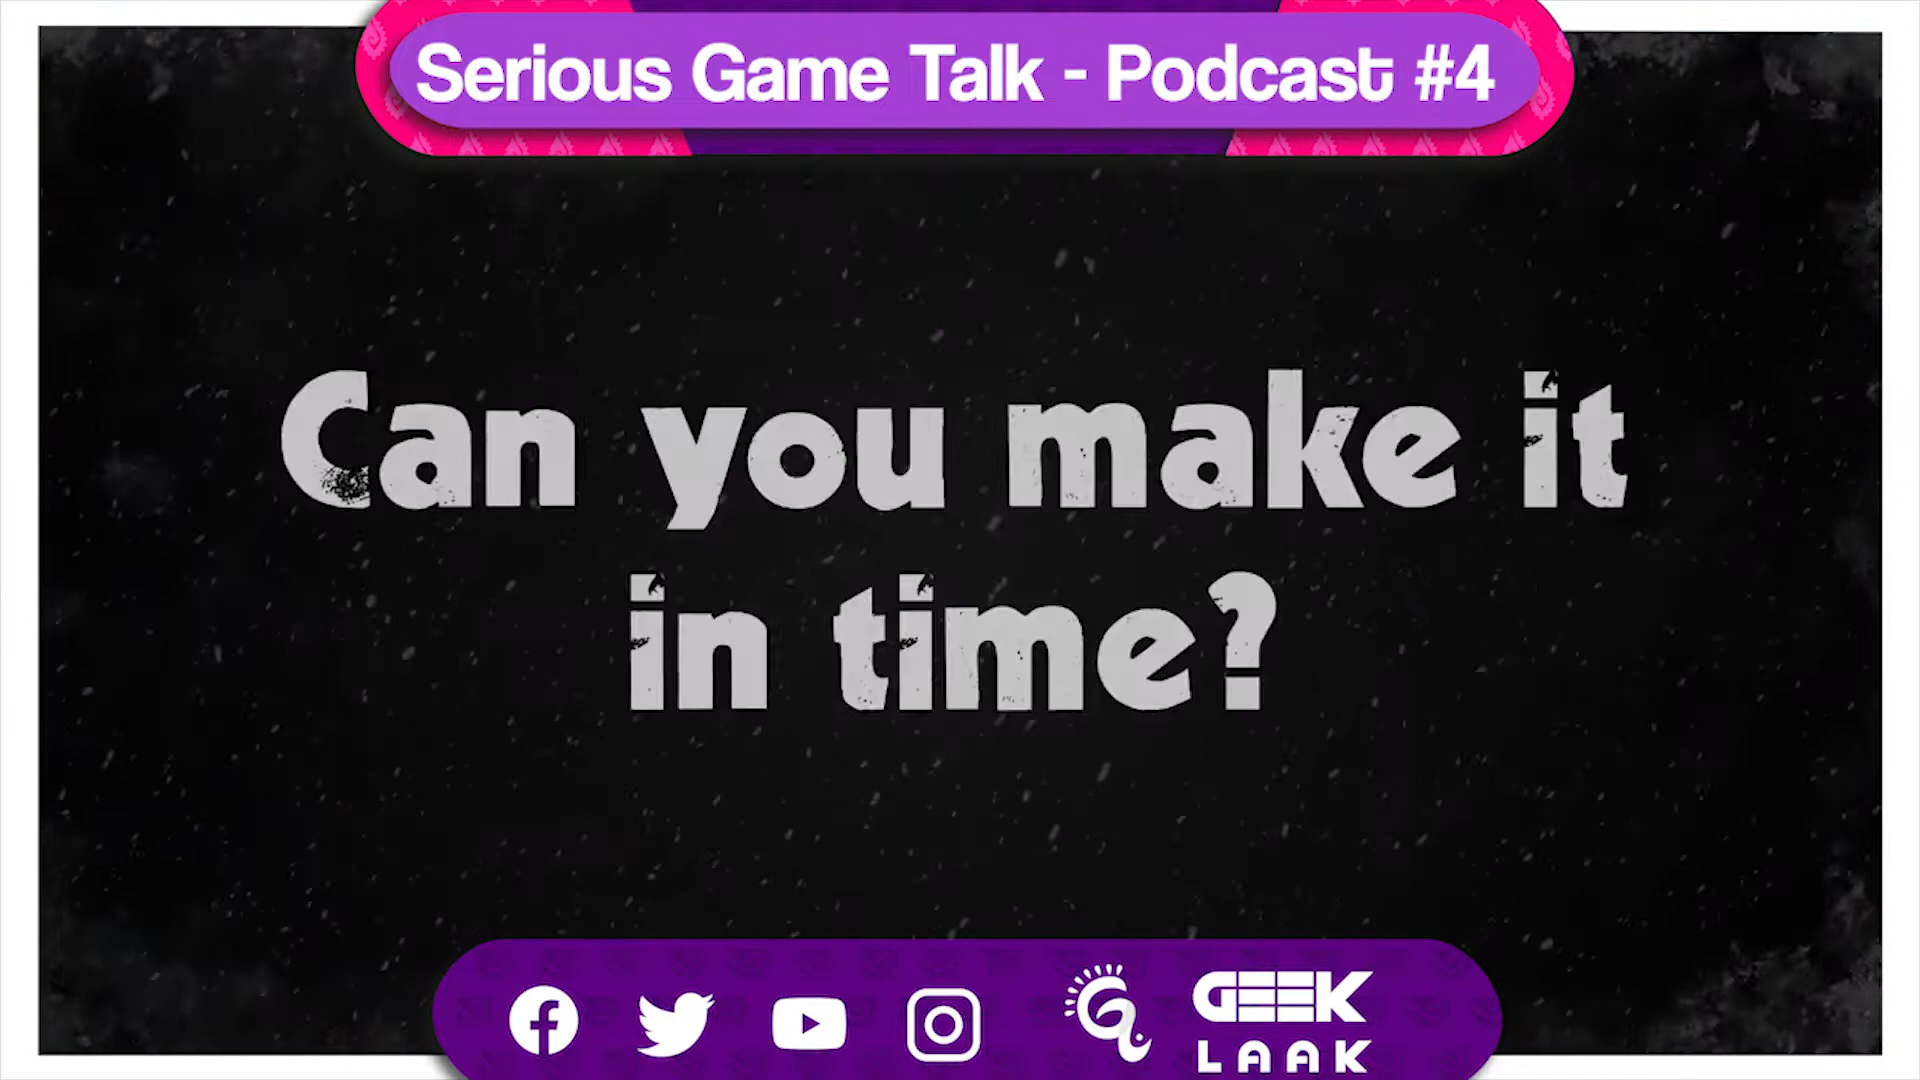 Serious Game Talk - Podcast #4
Can you make it
in time?
GEEK
LAAK